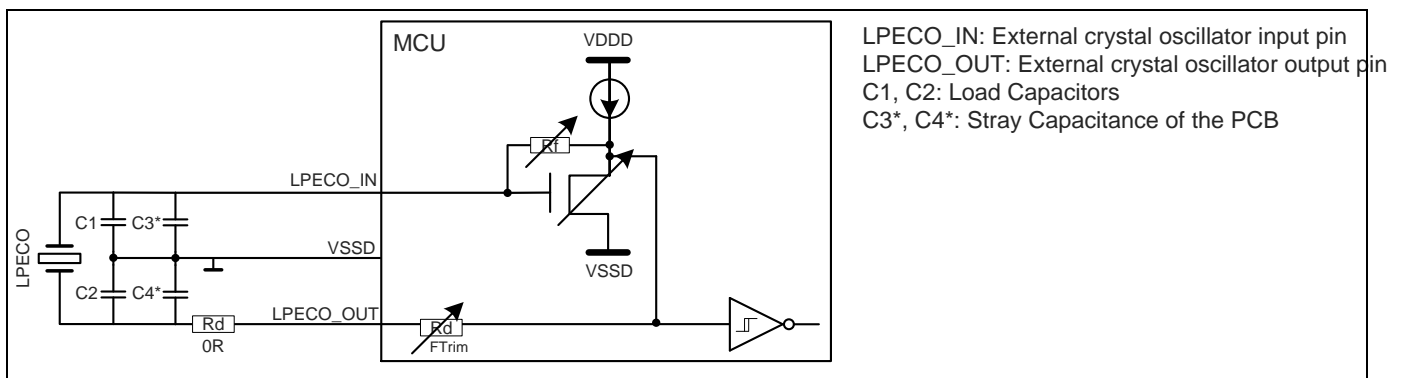 MCU
VDDD
LPECO_IN: External crystal oscillator input pin
LPECO_OUT: External crystal oscillator output pin
C1, C2: Load Capacitors
C3*, C4*: Stray Capacitance of the PCB
Rf
LPECO_IN
C1
C3*
VSSD
VSSD
LPECO
C2
C4*
LPECO_OUT
Rd
0R
Rd
FTrim